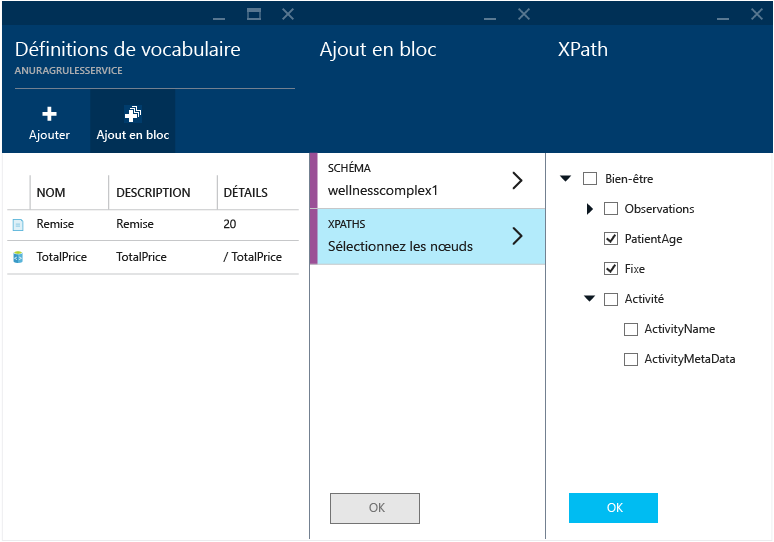 Définitions de vocabulaire
ANURAGRULESSERVICE
Ajouter
Ajout en bloc
NOM DESCRIPTION DÉTAILS
Remise Remise 20
TotalPrice TotalPrice / TotalPrice
Ajout en bloc
SCHÉMA
wellnesscomplex1
XPATHS
Sélectionnez les nœuds
OK
XPath
Bien-être
Observations
PatientAge
Fixe
Activité
ActivityName
ActivityMetaData
OK